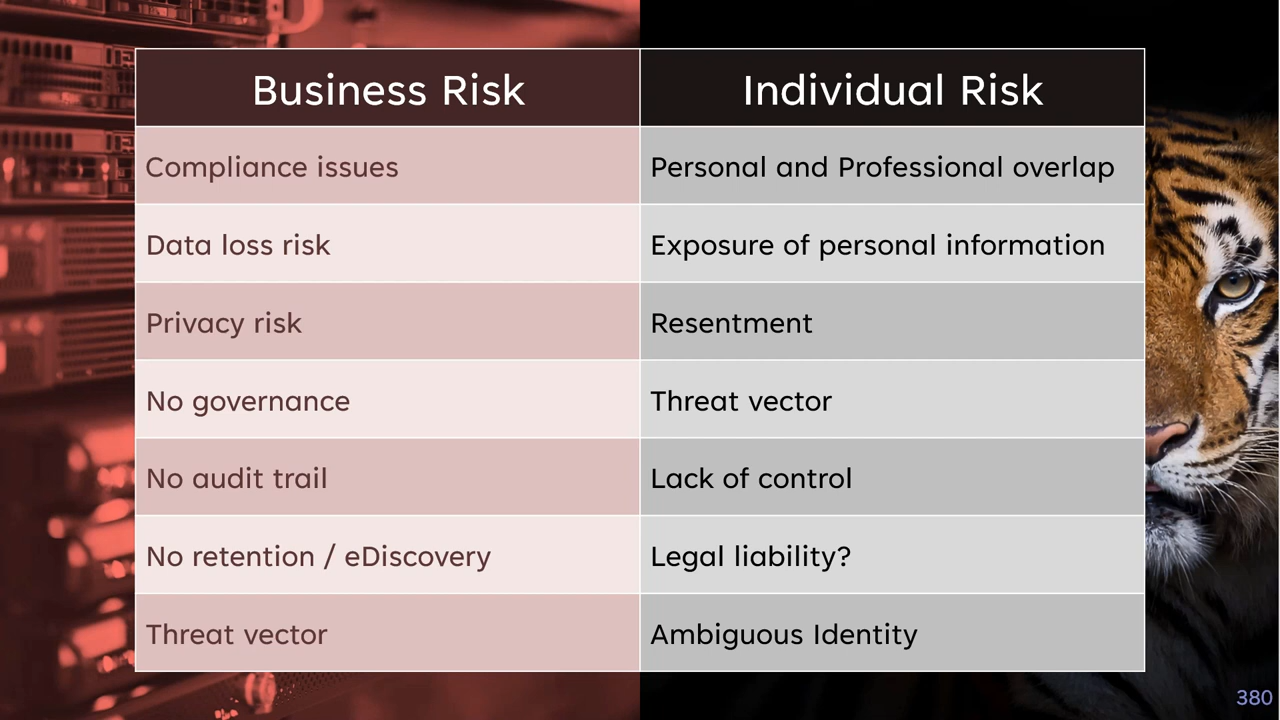 Business Risk
Individual Risk
Compliance issues
Personal and Professional overlap
Data loss risk
Exposure of personal information
Privacy risk
Resentment
No governance
Threat vector
No audit trail
Lack of control
No retention / eDiscovery
Legal liability?
Threat vector
Ambiguous Identity
380